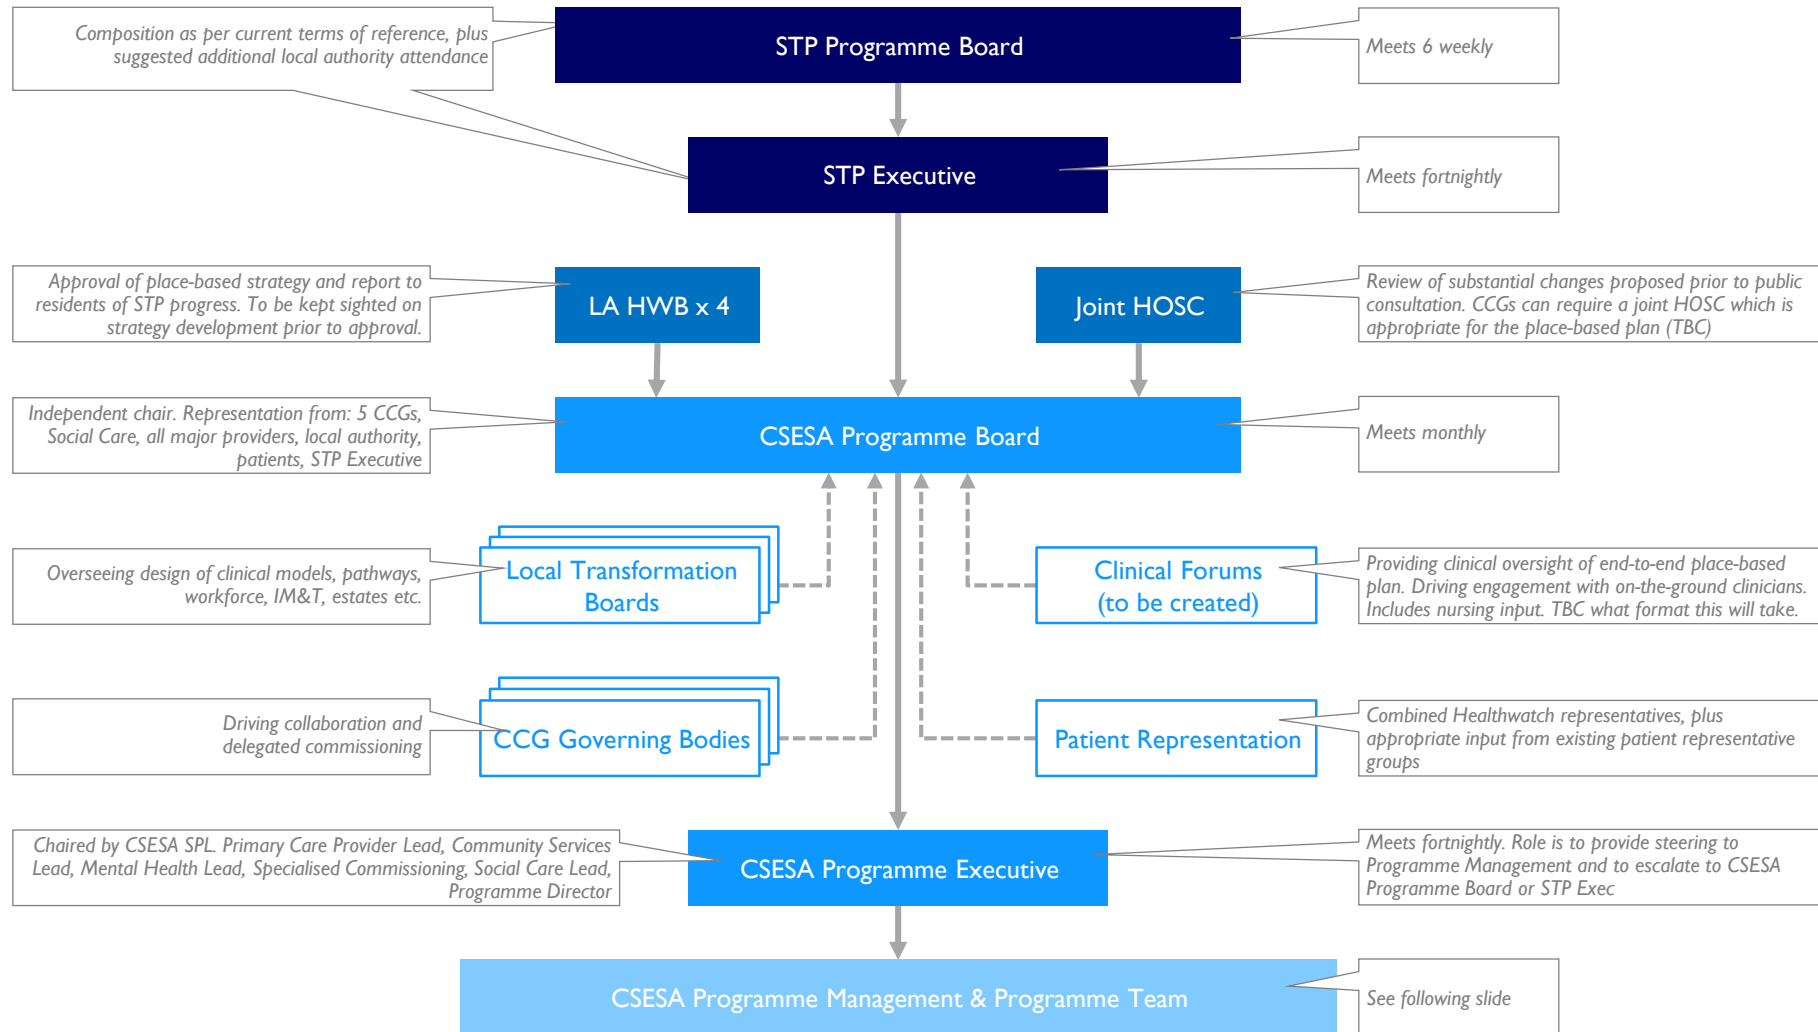 Composition as per current terms of reference, plus
suggested additional local authority attendance
STP Programme Board
Meets 6 weekly
STP Executive
Meets fortnightly
Approval of place-based strategy and report to
residents of STP progress. To be kept sighted on
strategy development prior to approval.
LA HWB x 4
Joint HOSC
Review of substantial changes proposed prior to public
consultation. CCGs can require a joint HOSC which is
appropriate for the place-based plan (TBC)
Independent chair. Representation from: 5 CCGs,
Social Care, all major providers, local authority,
patients, STP Executive
CSESA Programme Board
Meets monthly
Overseeing design of clinical models, pathways,
workforce, IM&T, estates etc.
Local Transformation
Boards
Clinical Forums
(to be created)
Providing clinical oversight of end-to-end place-based
plan. Driving engagement with on-the-ground clinicians.
Includes nursing input. TBC what format this will take.
Driving collaboration and
delegated commissioning
CCG Governing Bodies
Patient Representation
Combined Healthwatch representatives, plus
appropriate input from existing patient representative
groups
Chaired by CSESA SPL. Primary Care Provider Lead, Community Services
Lead, Mental Health Lead, Specialised Commissioning, Social Care Lead,
Programme Director
CSESA Programme Executive
Meets fortnightly. Role is to provide steering to
Programme Management and to escalate to CSESA
Programme Board or STP Exec
CSESA Programme Management & Programme Team
See following slide